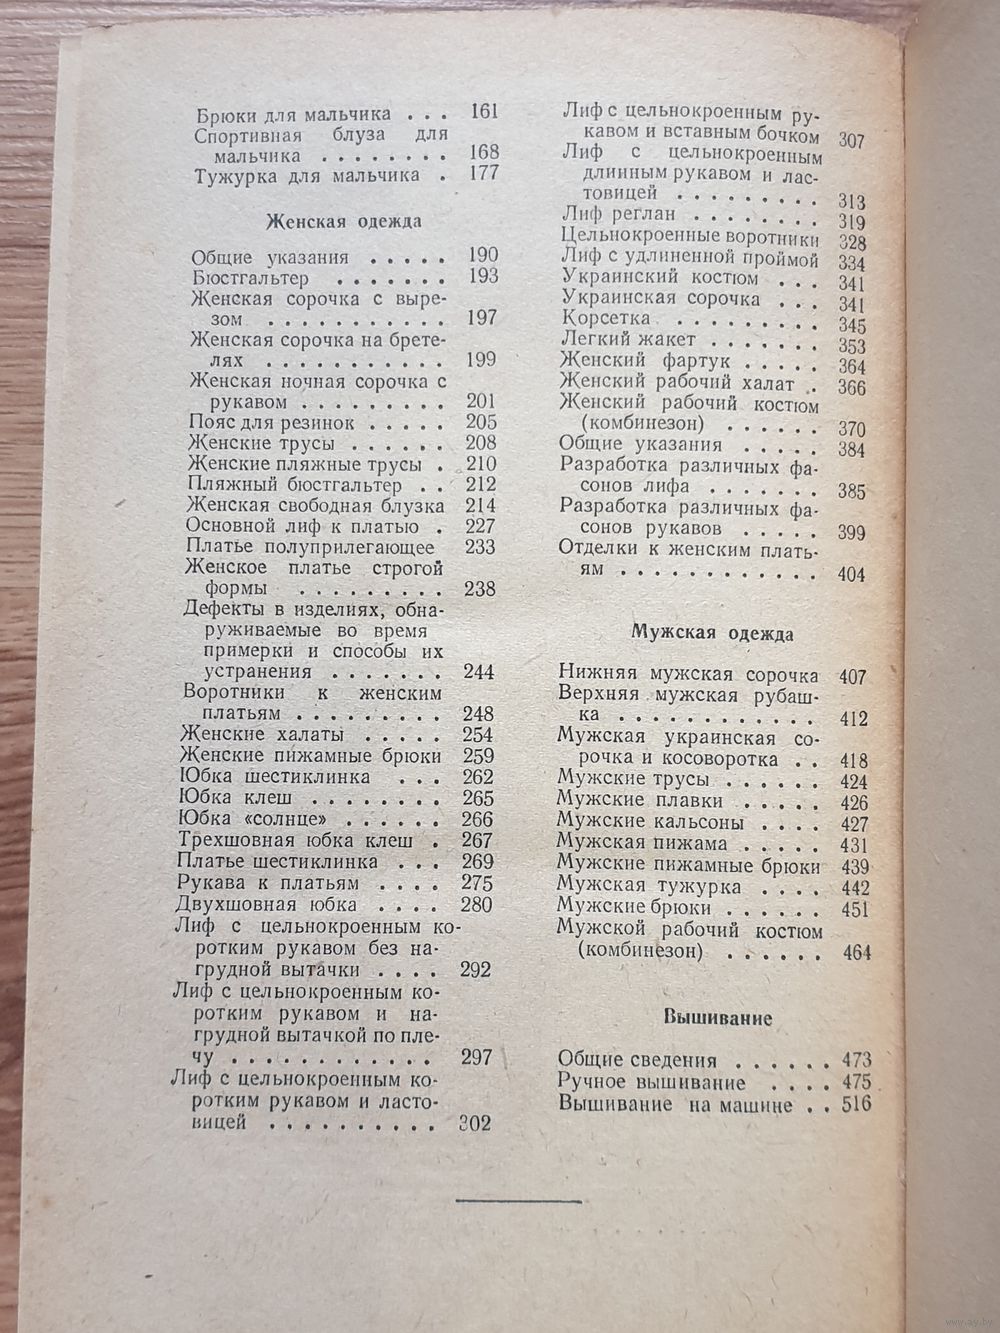 Брюки для мальчика . . . 161
Спортивная блуза для
мальчика . . . . . . . . 168
Тужурка для мальчика . 177
Женская одежда
Общие указания . . . . . 190
Бюстгальтер . . . . . . . 193
Женская сорочка с выре-
зом . . . . . . . . . . . 197
Женская сорочка на брете-
лях . . . . . . . . . . . 199
Женская ночная сорочка с
рукавом . . . . . . . . . 201
Пояс для резинок . . . . . 205
Женские трусы . . . . . . 208
Женские пляжные трусы . 210
Пляжный бюстгальтер . . 212
Женская свободная блузка 214
Основной лиф к платью . 227
Платье полуприлегающее 233
Женское платье строгой
формы . . . . . . . . . 238
Дефекты в изделиях, обна-
руживаемые во время
примерки и способы их
устранения . . . . . . . 244
Воротники к женским
платьям . . . . . . . . . 248
Женские халаты . . . . . 254
Женские пижамные брюки 259
Юбка шестиклинка . . . 262
Юбка клеш . . . . . . . . 265
Юбка «солнце» . . . . . . 266
Трехшовная юбка клеш . 267
Платье шестиклинка . . . 269
Рукава к платьям . . . . 275
Двухшовная юбка . . . . 280
Лиф с цельнокроенным ко-
ротким рукавом без на-
грудной вытачки . . . . 292
Лиф с цельнокроенным ко-
ротким рукавом и на-
грудной вытачкой по пле-
чу . . . . . . . . . . . . 297
Лиф с цельнокроенным ко-
ротким рукавом и ласто-
вицей . . . . . . . . . . 302
Лиф с цельнокроенным ру-
кавом и вставным бочком 307
Лиф с цельнокроенным
длинным рукавом и лас-
товицей . . . . . . . . . 313
Лиф реглан . . . . . . . . 319
Цельнокроенные воротники 328
Лиф с удлиненной проймой 334
Украинский костюм . . . 341
Украинская сорочка . . . 341
Корсетка . . . . . . . . . 345
Легкий жакет . . . . . . . 353
Женский фартук . . . . . 364
Женский рабочий халат . . 366
Женский рабочий костюм
(комбинезон) . . . . . . 370
Общие указания . . . . . 384
Разработка различных фа-
сонов лифа . . . . . . . 385
Разработка различных фа-
сонов рукавов . . . . . 399
Отделки к женским плать-
ям . . . . . . . . . . . . 404
Мужская одежда
Нижняя мужская сорочка 407
Верхняя мужская рубаш-
ка . . . . . . . . . . . . 412
Мужская украинская со-
рочка и косоворотка . . 418
Мужские трусы . . . . . . 424
Мужские плавки . . . . . 426
Мужские кальсоны . . . . 427
Мужская пижама . . . . . 431
Мужские пижамные брюки 439
Мужская тужурка . . . . 442
Мужские брюки . . . . . . 451
Мужской рабочий костюм
(комбинезон) . . . . . . 464
Вышивание
Общие сведения . . . . . . 473
Ручное вышивание . . . . 475
Вышивание на машине . . 516
www.ay.by